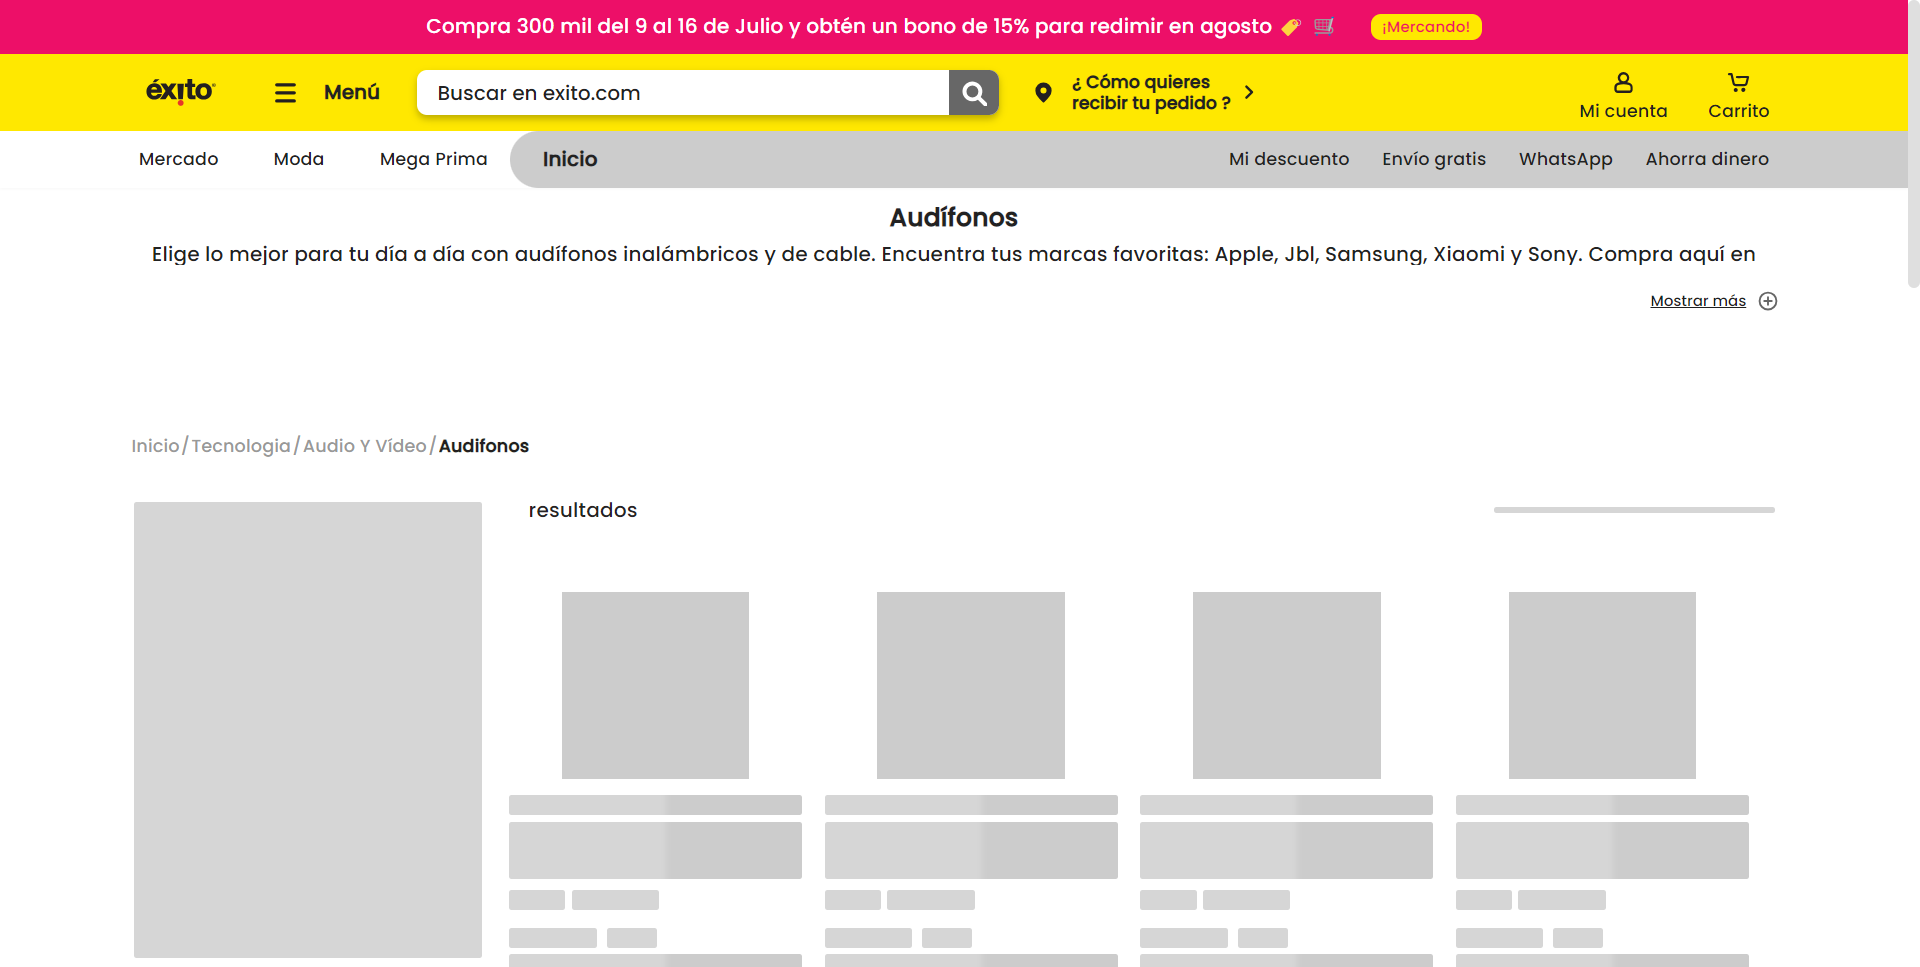 Compra 300 mil del 9 al 16 de Julio y obtén un bono de 15% para redimir en agosto
¡Mercando!
éxito
Menú
Buscar en exito.com
¿ Cómo quieres
recibir tu pedido ?
Mi cuenta
Carrito
Mercado
Moda
Mega Prima
Inicio
Mi descuento
Envío gratis
WhatsApp
Ahorra dinero
Audífonos
Elige lo mejor para tu día a día con audífonos inalámbricos y de cable. Encuentra tus marcas favoritas: Apple, Jbl, Samsung, Xiaomi y Sony. Compra aquí en
Mostrar más
Inicio/Tecnologia/Audio Y Vídeo/Audifonos
resultados